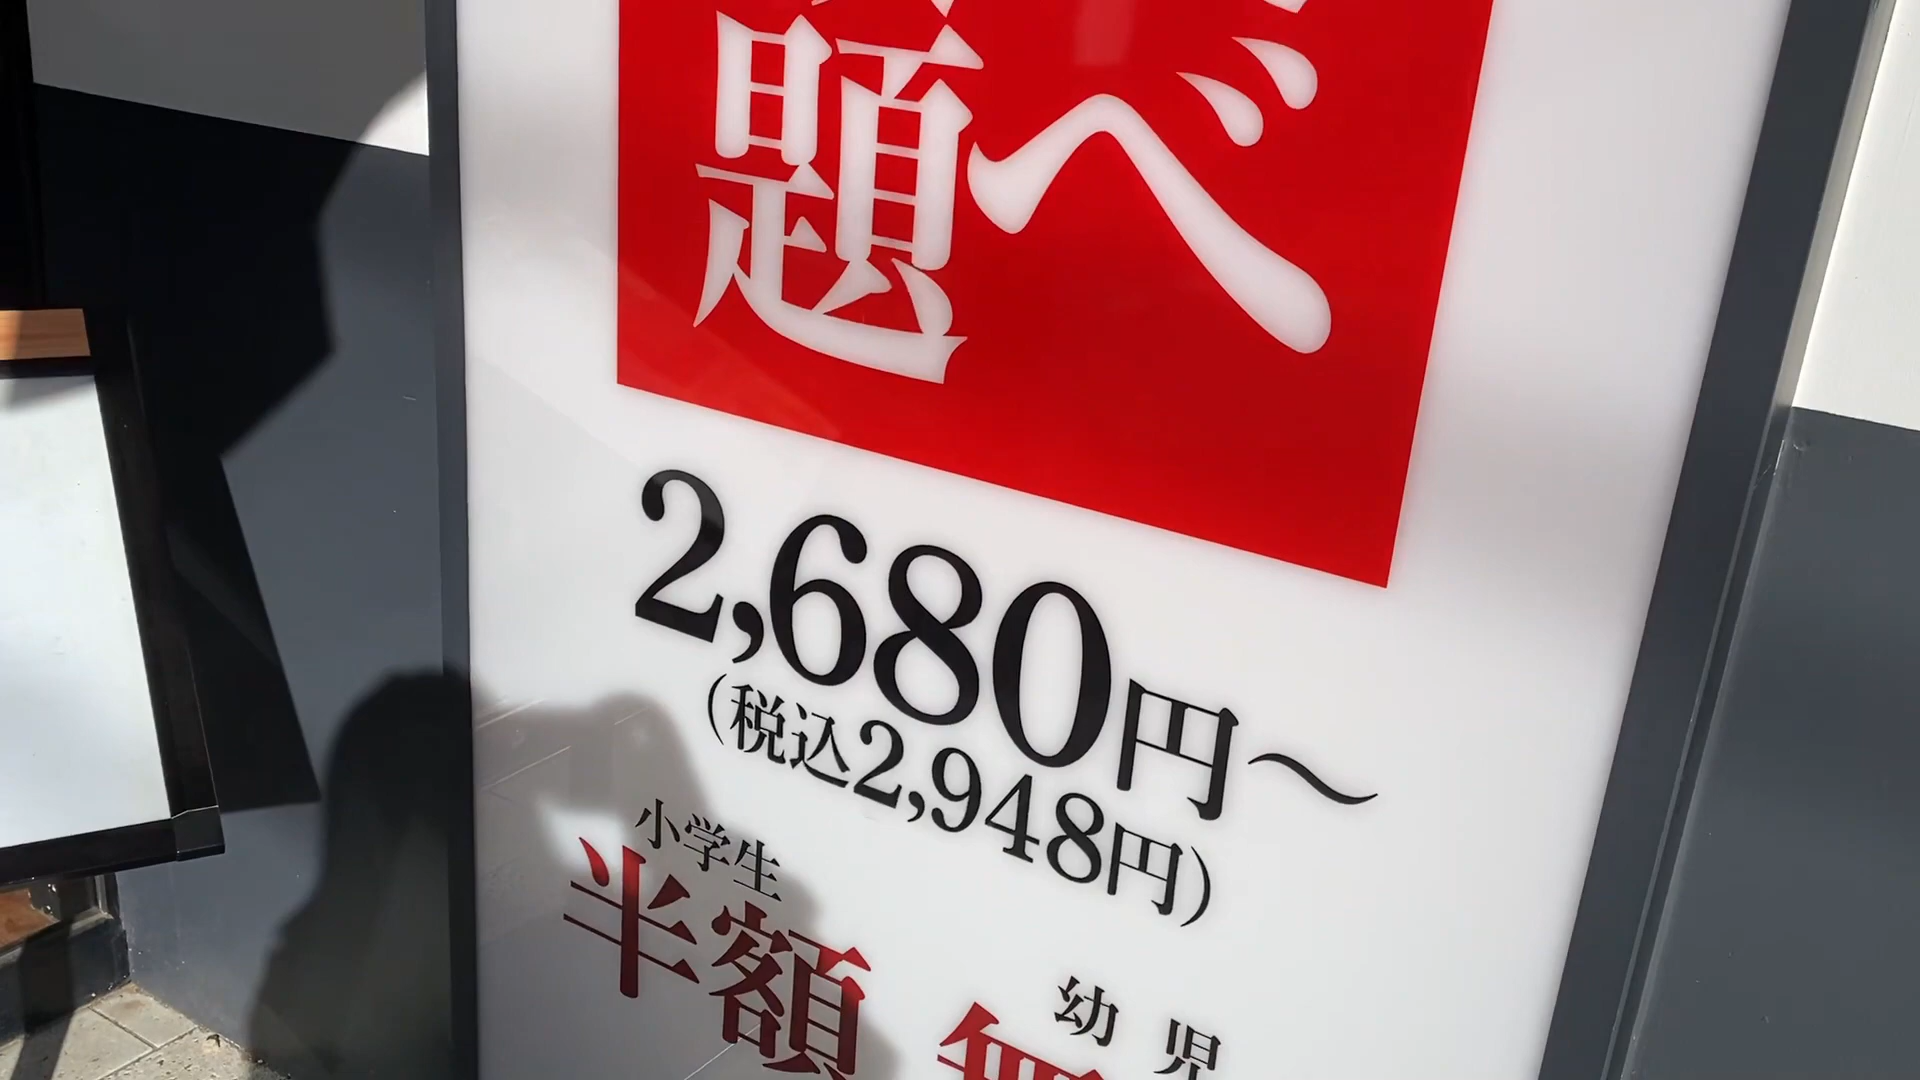 べ
題
2,680円～
(税込2,948円)
小学生
半額
幼児
無